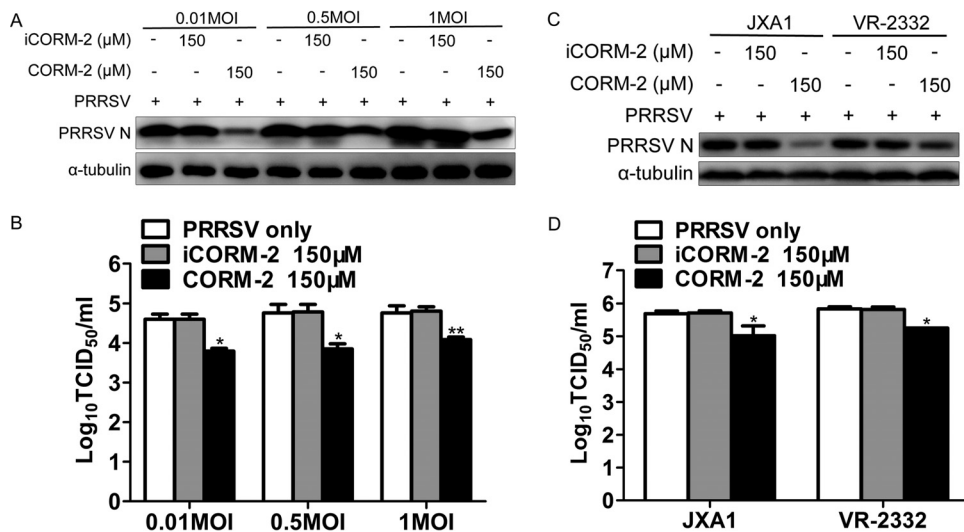 A
0.01MOI 0.5MOI 1MOI
iCORM-2 (μM) - 150 - - 150 - - 150 -
CORM-2 (μM) - - 150 - - 150 - - 150
PRRSV + + + + + + + + +
PRRSV N
α-tubulin
B
PRRSV only
iCORM-2 150μM
CORM-2 150μM
Log10TCID50/ml
6
5
4
3
2
1
0
* * **
0.01MOI 0.5MOI 1MOI
C
JXA1 VR-2332
iCORM-2 (μM) - 150 - - 150 -
CORM-2 (μM) - - 150 - - 150
PRRSV + + + + + +
PRRSV N
α-tubulin
D
PRRSV only
iCORM-2 150μM
CORM-2 150μM
Log10TCID50/ml
7
6
5
4
3
2
1
0
* *
JXA1 VR-2332